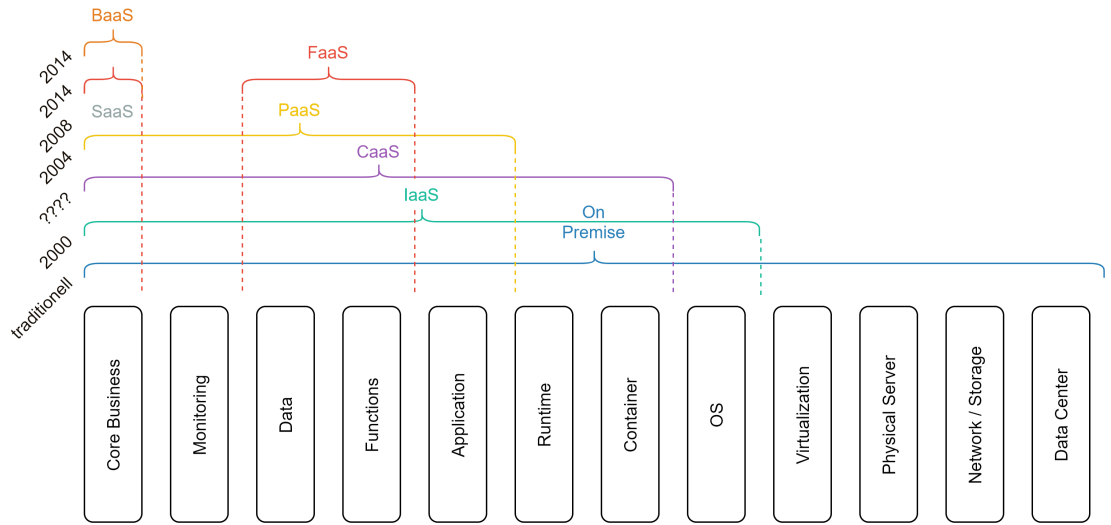 BaaS
2014
FaaS
2014
SaaS
PaaS
2008
CaaS
2004
IaaS
????
On
Premise
2000
traditionell
Core Business
Monitoring
Data
Functions
Application
Runtime
Container
OS
Virtualization
Physical Server
Network / Storage
Data Center